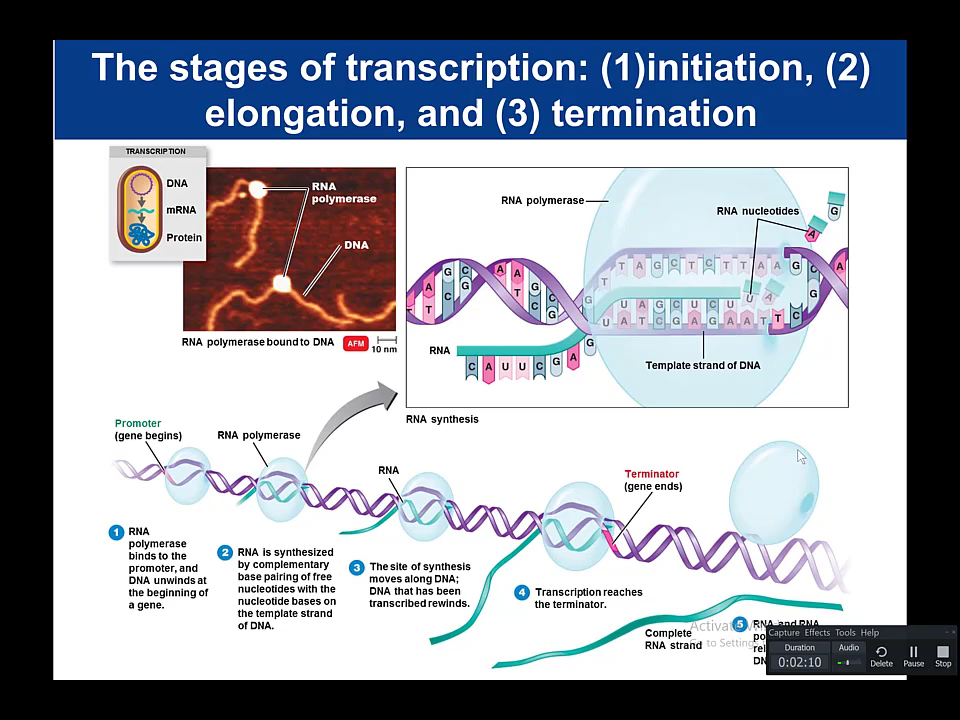 The stages of transcription: (1)initiation, (2)
elongation, and (3) termination
TRANSCRIPTION
DNA
mRNA
Protein
RNA
polymerase
DNA
RNA polymerase bound to DNA
AFM
10 nm
RNA polymerase
RNA nucleotides
G
A
RNA
C A U U C G A G
Template strand of DNA
RNA synthesis
Promoter
(gene begins)
RNA polymerase
RNA
Terminator
(gene ends)
1 RNA
polymerase
binds to the
promoter, and
DNA unwinds at
the beginning of
a gene.
2 RNA is synthesized
by complementary
base pairing of free
nucleotides with the
nucleotide bases on
the template strand
of DNA.
3 The site of synthesis
moves along DNA;
DNA that has been
transcribed rewinds.
4 Transcription reaches
the terminator.
Complete
RNA strand
5 RNA and RNA
Go to Settings
Capture Effects Tools Help
Duration
0:02:10
Audio
Delete
Pause
Stop